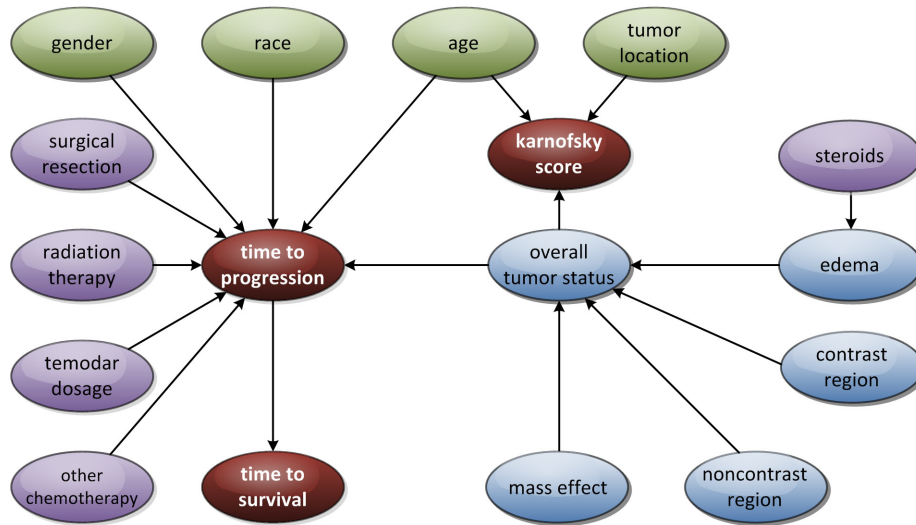 gender
race
age
tumor
location
surgical
resection
karnofsky
score
steroids
radiation
therapy
time to
progression
overall
tumor status
edema
temodar
dosage
contrast
region
other
chemotherapy
time to
survival
mass effect
noncontrast
region